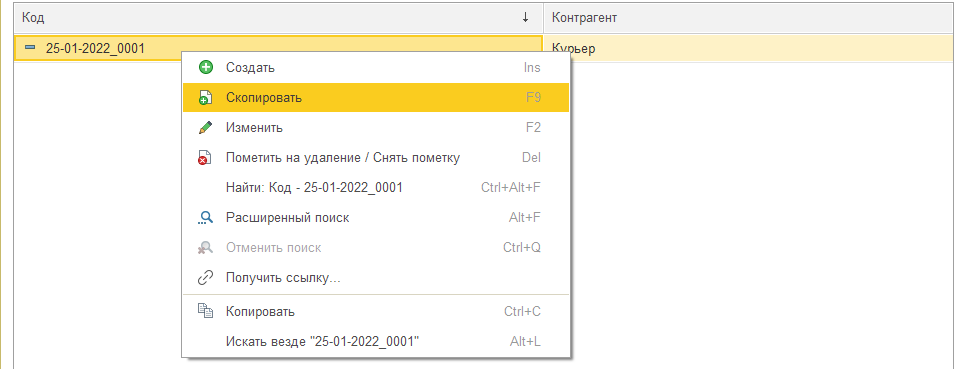 Код ↓ Контрагент
25-01-2022_0001 Курьер
Создать Ins
Скопировать F9
Изменить F2
Пометить на удаление / Снять пометку Del
Найти: Код - 25-01-2022_0001 Ctrl+Alt+F
Расширенный поиск Alt+F
Отменить поиск Ctrl+Q
Получить ссылку...
Копировать Ctrl+C
Искать везде "25-01-2022_0001" Alt+L